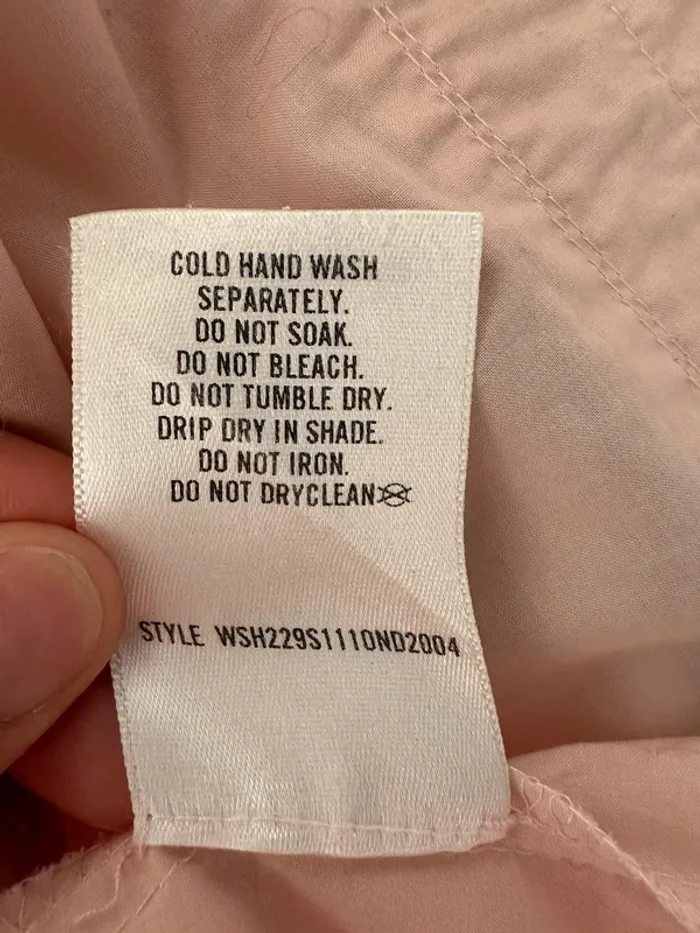 COLD HAND WASH
SEPARATELY.
DO NOT SOAK.
DO NOT BLEACH.
DO NOT TUMBLE DRY.
DRIP DRY IN SHADE.
DO NOT IRON.
DO NOT DRYCLEAN
STYLE WSH229S1110ND2004